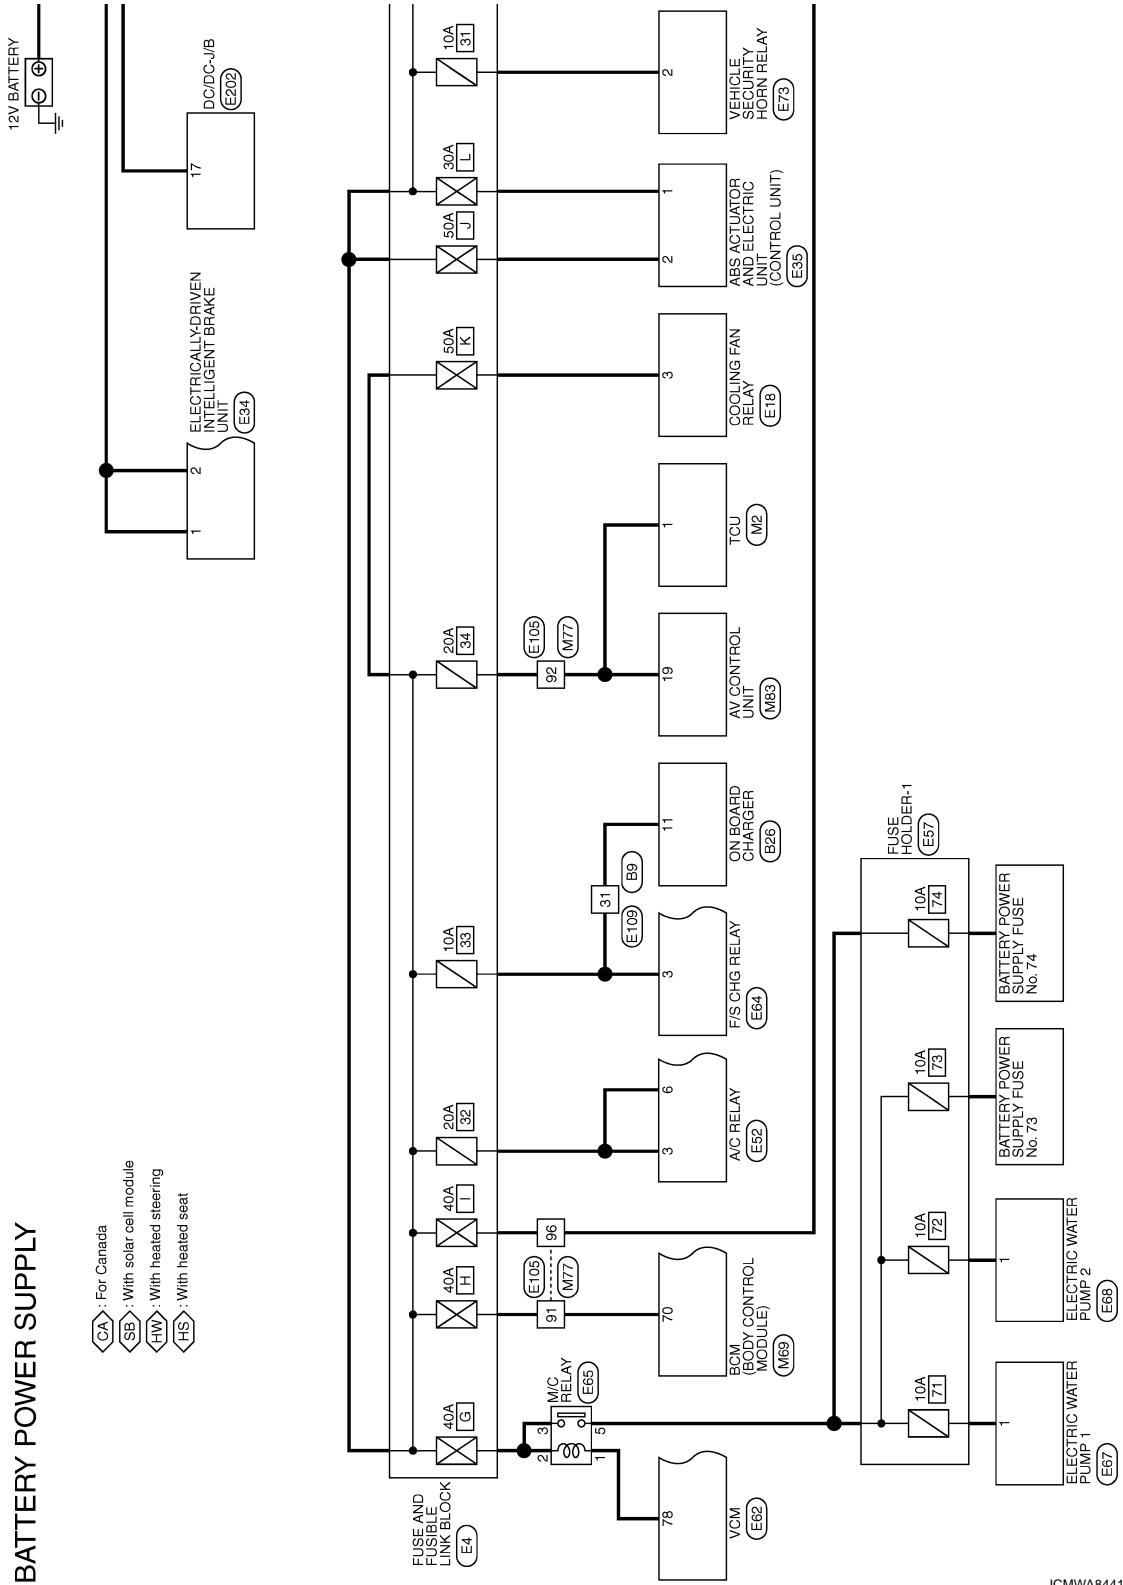 BATTERY POWER SUPPLY
CA : For Canada
SB : With solar cell module
HW : With heated steering
HS : With heated seat
12V BATTERY
DC/DC-J/B
E202
17
ELECTRICALLY-DRIVEN
INTELLIGENT BRAKE
UNIT
E34
1
2
FUSE AND
FUSIBLE
LINK BLOCK
E4
40A
G
40A
H
40A
I
20A
32
10A
33
20A
34
50A
K
50A
J
30A
L
10A
31
M/C
RELAY
E65
2
3
1
5
E105
M77
91
96
E109
31
B9
E105
M77
92
78
VCM
E62
70
BCM
(BODY CONTROL
MODULE)
M69
3
6
A/C RELAY
E52
3
F/S CHG RELAY
E64
11
ON BOARD
CHARGER
B26
19
AV CONTROL
UNIT
M83
1
TCU
M2
3
COOLING FAN
RELAY
E18
2
1
ABS ACTUATOR
AND ELECTRIC
UNIT
(CONTROL UNIT)
E35
2
VEHICLE
SECURITY
HORN RELAY
E73
FUSE
HOLDER-1
E57
10A
71
10A
72
10A
73
10A
74
1
ELECTRIC WATER
PUMP 1
E67
1
ELECTRIC WATER
PUMP 2
E68
BATTERY POWER
SUPPLY FUSE
No. 73
BATTERY POWER
SUPPLY FUSE
No. 74